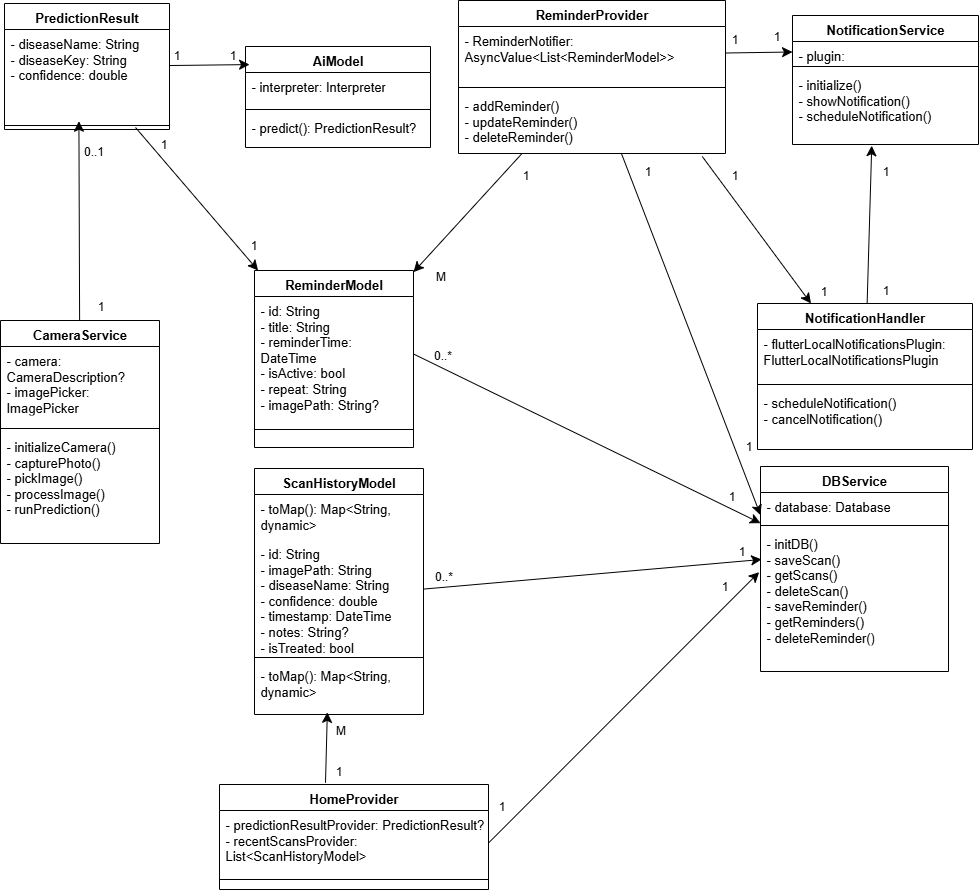 PredictionResult
- diseaseName: String
- diseaseKey: String
- confidence: double
1
1
AiModel
- interpreter: Interpreter
- predict(): PredictionResult?
ReminderProvider
- ReminderNotifier:
AsyncValue<List<ReminderModel>>
- addReminder()
- updateReminder()
- deleteReminder()
1
1
NotificationService
- plugin:
- initialize()
- showNotification()
- scheduleNotification()
0..1
1
1
1
1
1
1
M
1
1
1
1
ReminderModel
- id: String
- title: String
- reminderTime:
DateTime
- isActive: bool
- repeat: String
- imagePath: String?
NotificationHandler
- flutterLocalNotificationsPlugin:
FlutterLocalNotificationsPlugin
- scheduleNotification()
- cancelNotification()
CameraService
- camera:
CameraDescription?
- imagePicker:
ImagePicker
- initializeCamera()
- capturePhoto()
- pickImage()
- processImage()
- runPrediction()
0..*
1
1
ScanHistoryModel
- toMap(): Map<String,
dynamic>
- id: String
- imagePath: String
- diseaseName: String
- confidence: double
- timestamp: DateTime
- notes: String?
- isTreated: bool
- toMap(): Map<String,
dynamic>
0..*
1
1
DBService
- database: Database
- initDB()
- saveScan()
- getScans()
- deleteScan()
- saveReminder()
- getReminders()
- deleteReminder()
M
1
1
HomeProvider
- predictionResultProvider: PredictionResult?
- recentScansProvider:
List<ScanHistoryModel>